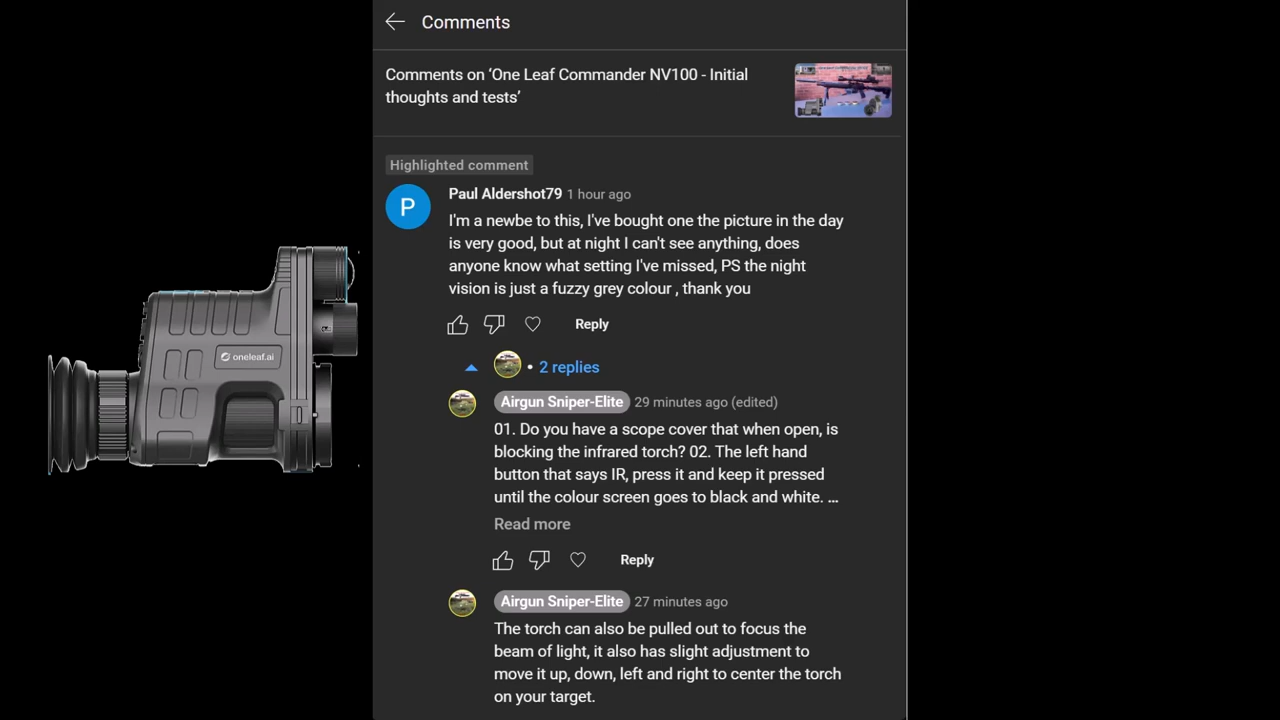 Comments
Comments on ‘One Leaf Commander NV100 - Initial
thoughts and tests’
Highlighted comment
P
Paul Aldershot79 1 hour ago
I'm a newbe to this, I've bought one the picture in the day
is very good, but at night I can't see anything, does
anyone know what setting I've missed, PS the night
vision is just a fuzzy grey colour , thank you
Reply
• 2 replies
Airgun Sniper-Elite 29 minutes ago (edited)
01. Do you have a scope cover that when open, is
blocking the infrared torch? 02. The left hand
button that says IR, press it and keep it pressed
until the colour screen goes to black and white. ...
Read more
Reply
Airgun Sniper-Elite 27 minutes ago
The torch can also be pulled out to focus the
beam of light, it also has slight adjustment to
move it up, down, left and right to center the torch
on your target.
oneleaf.ai